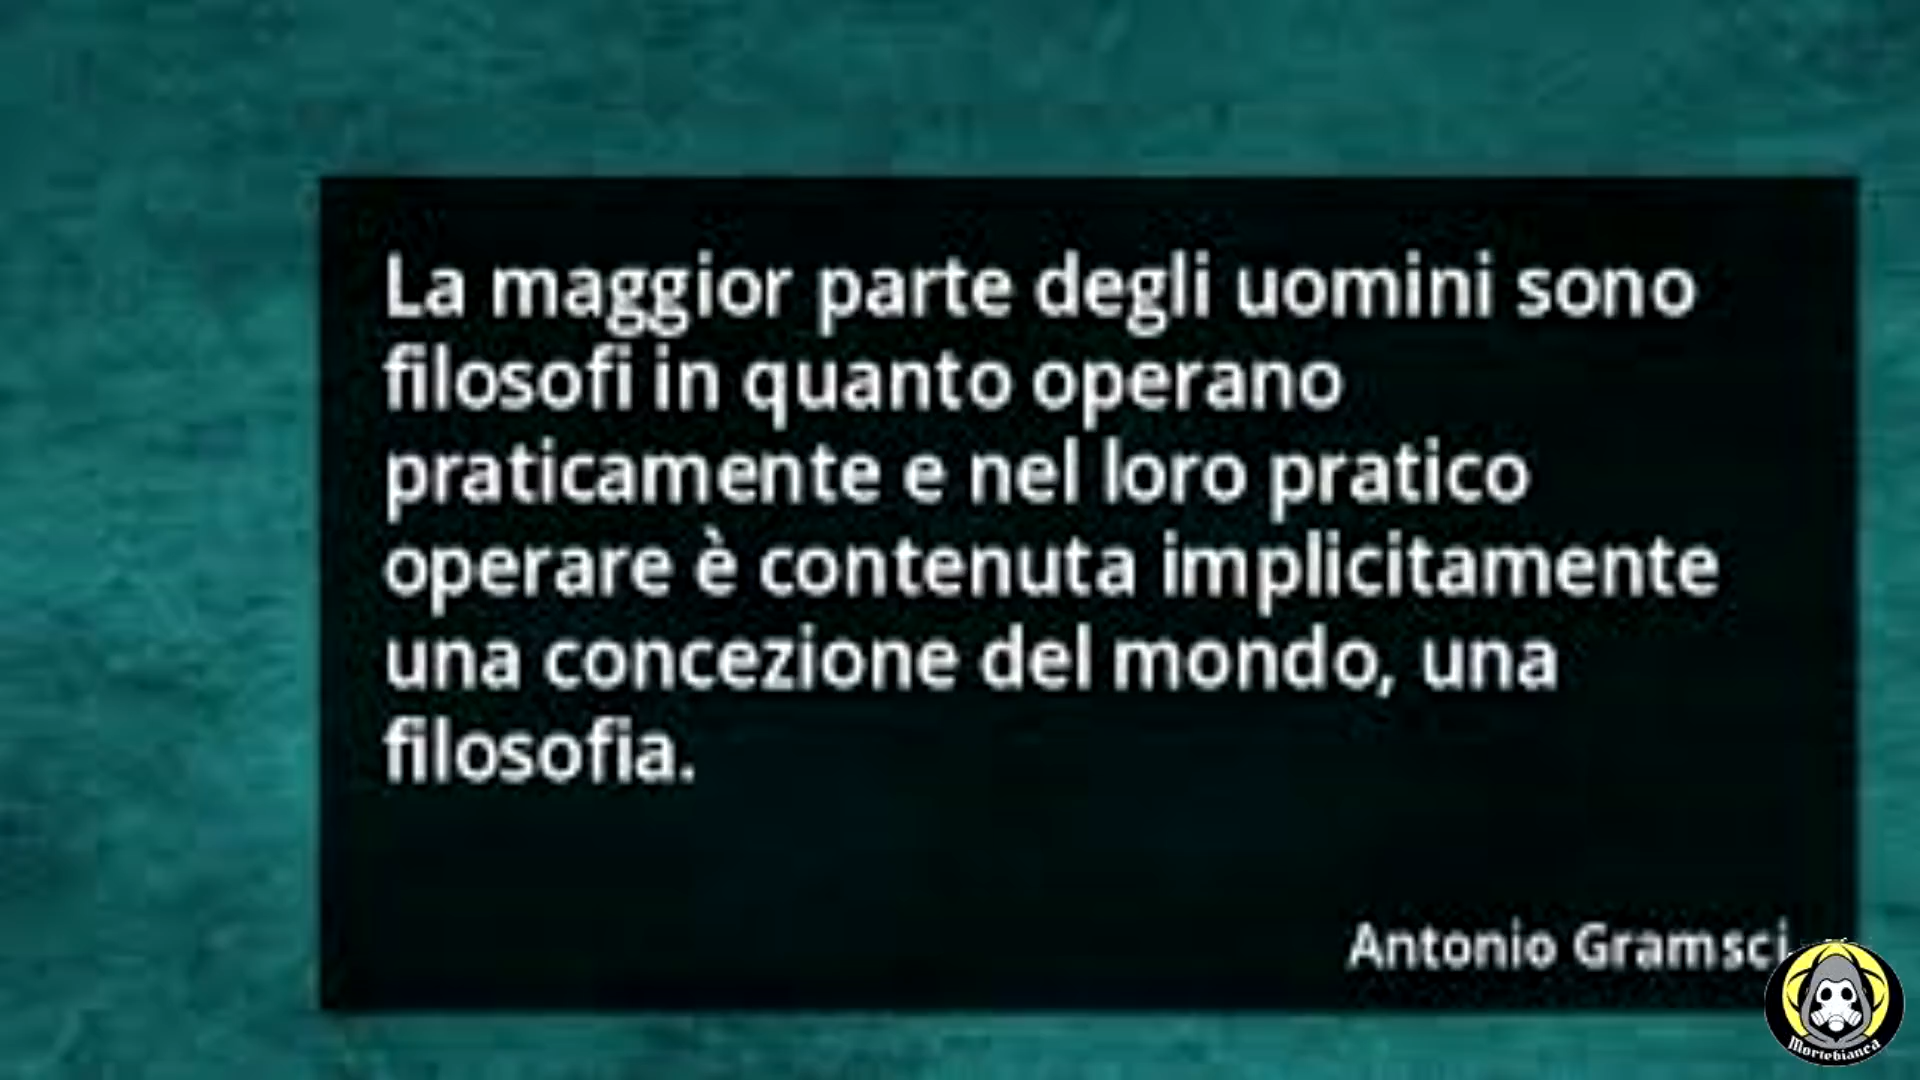 La maggior parte degli uomini sono
filosofi in quanto operano
praticamente e nel loro pratico
operare è contenuta implicitamente
una concezione del mondo, una
filosofia.
Antonio Gramsci
Mortebianca